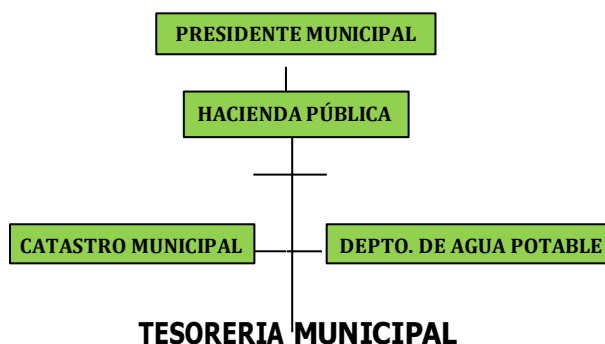 PRESIDENTE MUNICIPAL
HACIENDA PÚBLICA
CATASTRO MUNICIPAL
DEPTO. DE AGUA POTABLE
TESORERIA MUNICIPAL